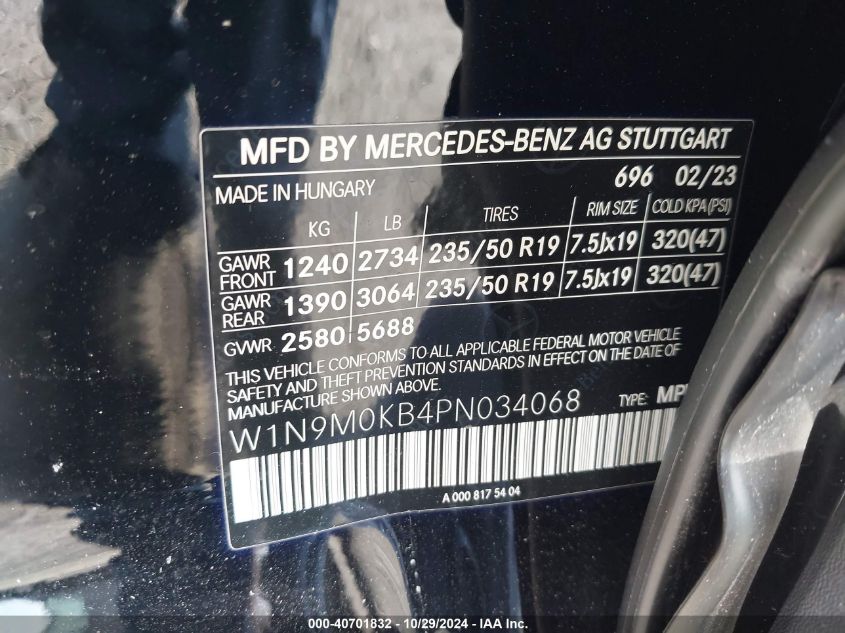 MFD BY MERCEDES-BENZ AG STUTTGART
MADE IN HUNGARY 696 02/23
KG LB TIRES RIM SIZE COLD KPA(PSI)
GAWR FRONT 1240 2734 235/50 R19 7.5Jx19 320(47)
GAWR REAR 1390 3064 235/50 R19 7.5Jx19 320(47)
GVWR 2580 5688
THIS VEHICLE CONFORMS TO ALL APPLICABLE FEDERAL MOTOR VEHICLE
SAFETY AND THEFT PREVENTION STANDARDS IN EFFECT ON THE DATE OF
MANUFACTURE SHOWN ABOVE.
W1N9M0KB4PN034068 TYPE: MP
A 000 817 54 04
000-40701832 - 10/29/2024 - IAA Inc.